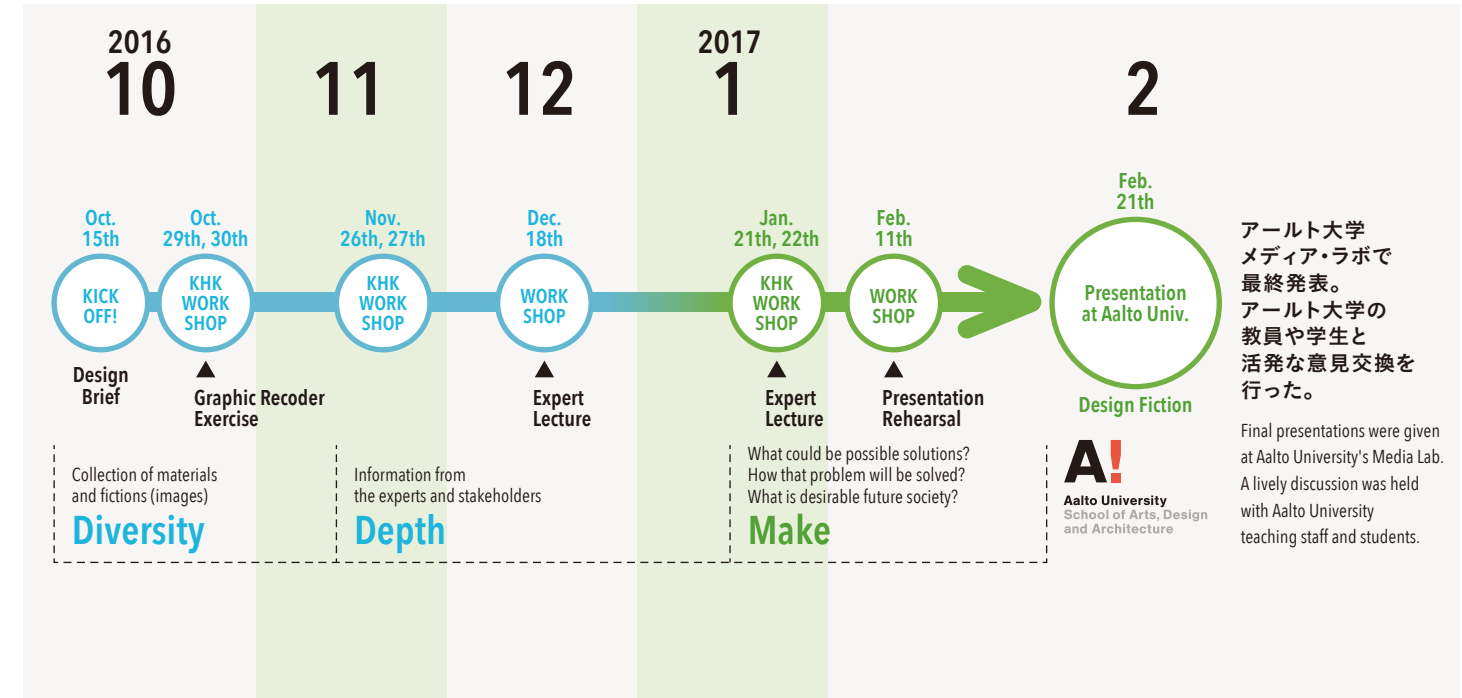 2016
10
11
12
2017
1
2
Oct.
15th
KICK
OFF!
Design
Brief
Oct.
29th, 30th
KHK
WORK
SHOP
Graphic Recoder
Exercise
Nov.
26th, 27th
KHK
WORK
SHOP
Dec.
18th
WORK
SHOP
Expert
Lecture
Jan.
21th, 22th
KHK
WORK
SHOP
Expert
Lecture
Feb.
11th
WORK
SHOP
Presentation
Rehearsal
Feb.
21th
Presentation
at Aalto Univ.
Design Fiction
Collection of materials
and fictions (images)
Diversity
Information from
the experts and stakeholders
Depth
What could be possible solutions?
How that problem will be solved?
What is desirable future society?
Make
A!
Aalto University
School of Arts, Design
and Architecture
アールト大学
メディア・ラボで
最終発表。
アールト大学の
教員や学生と
活発な意見交換を
行った。
Final presentations were given
at Aalto University's Media Lab.
A lively discussion was held
with Aalto University
teaching staff and students.